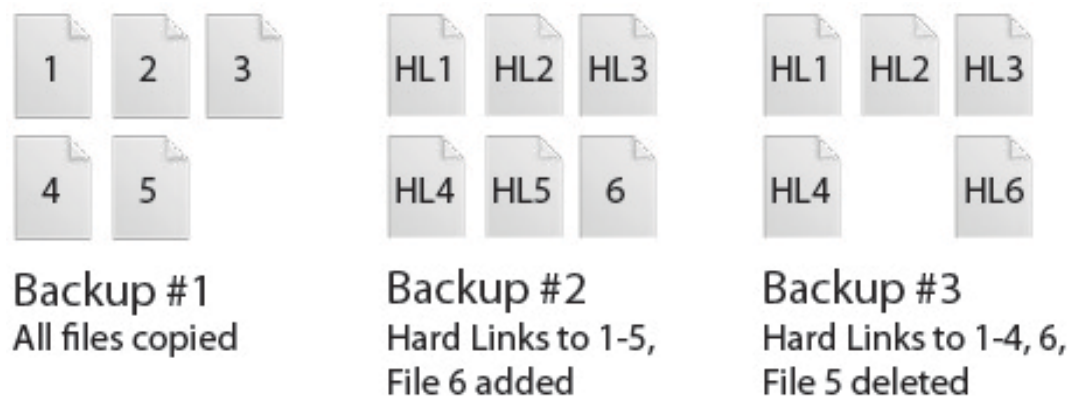 1 2 3
4 5
Backup #1
All files copied
HL1 HL2 HL3
HL4 HL5 6
Backup #2
Hard Links to 1-5,
File 6 added
HL1 HL2 HL3
HL4 HL6
Backup #3
Hard Links to 1-4, 6,
File 5 deleted